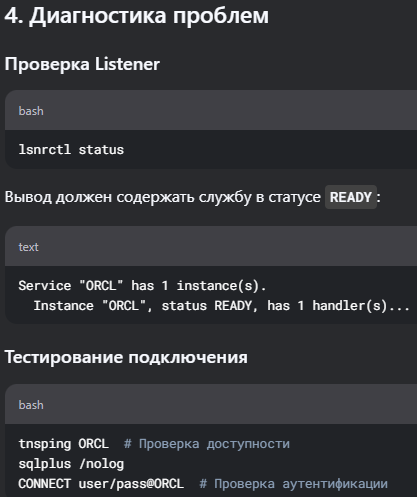 4. Диагностика проблем
Проверка Listener
bash
lsnrctl status
Вывод должен содержать службу в статусе READY:
text
Service "ORCL" has 1 instance(s).
  Instance "ORCL", status READY, has 1 handler(s)...
Тестирование подключения
bash
tnsping ORCL  # Проверка доступности
sqlplus /nolog
CONNECT user/pass@ORCL  # Проверка аутентификации